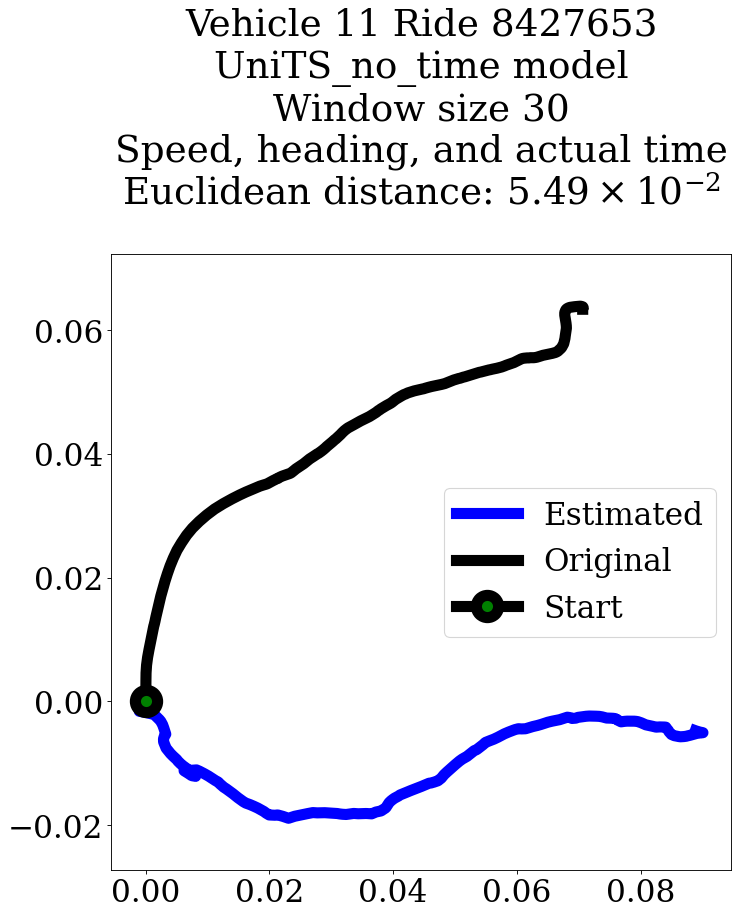 Vehicle 11 Ride 8427653
UniTS_no_time model
Window size 30
Speed, heading, and actual time
Euclidean distance: 5.49 × 10⁻²
0.06
0.04
0.02
0.00
−0.02
Estimated
Original
Start
0.00 0.02 0.04 0.06 0.08